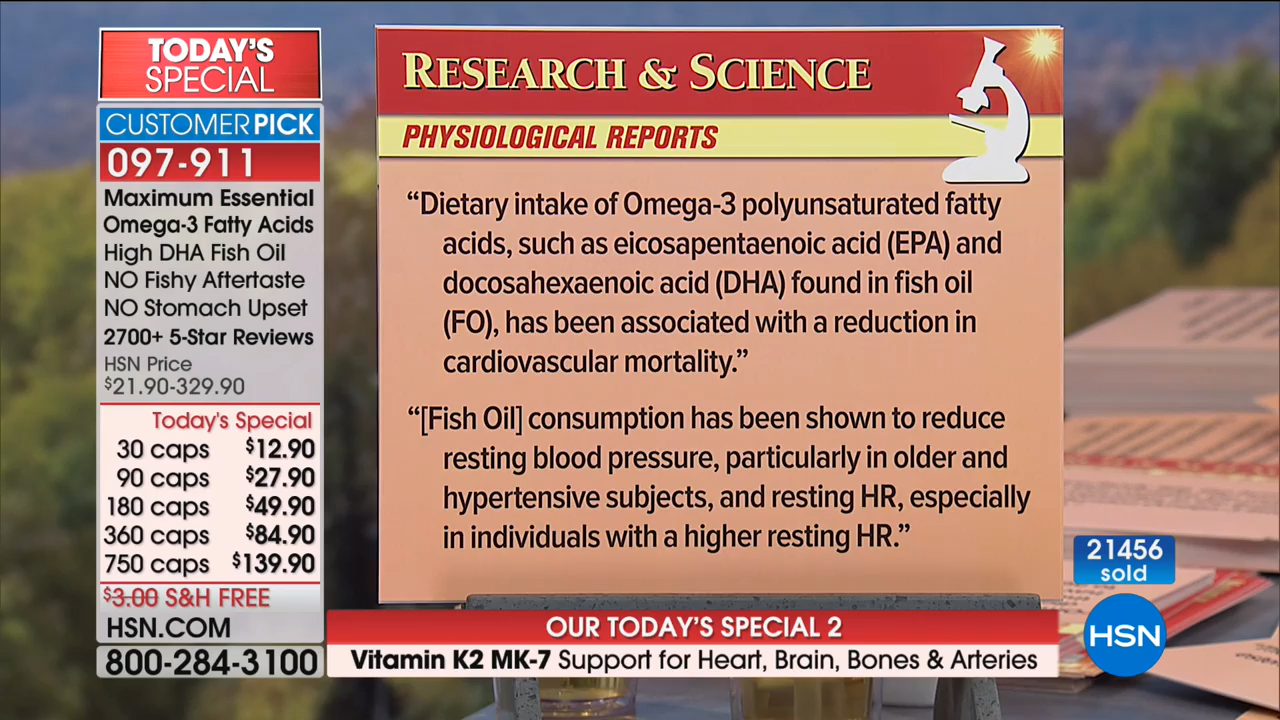 TODAY'S
SPECIAL
CUSTOMER PICK
097-911
Maximum Essential
Omega-3 Fatty Acids
High DHA Fish Oil
NO Fishy Aftertaste
NO Stomach Upset
2700+ 5-Star Reviews
HSN Price
$21.90-329.90
Today's Special
30 caps $12.90
90 caps $27.90
180 caps $49.90
360 caps $84.90
750 caps $139.90
$3.00 S&H FREE
HSN.COM
800-284-3100
RESEARCH & SCIENCE
PHYSIOLOGICAL REPORTS
“Dietary intake of Omega-3 polyunsaturated fatty
acids, such as eicosapentaenoic acid (EPA) and
docosahexaenoic acid (DHA) found in fish oil
(FO), has been associated with a reduction in
cardiovascular mortality.”
“[Fish Oil] consumption has been shown to reduce
resting blood pressure, particularly in older and
hypertensive subjects, and resting HR, especially
in individuals with a higher resting HR.”
21456
sold
HSN
OUR TODAY'S SPECIAL 2
Vitamin K2 MK-7 Support for Heart, Brain, Bones & Arteries